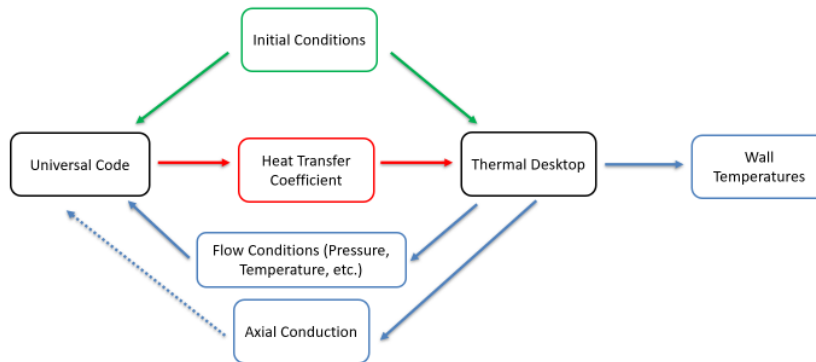 Initial Conditions
Universal Code
Heat Transfer
Coefficient
Thermal Desktop
Wall
Temperatures
Flow Conditions (Pressure,
Temperature, etc.)
Axial Conduction